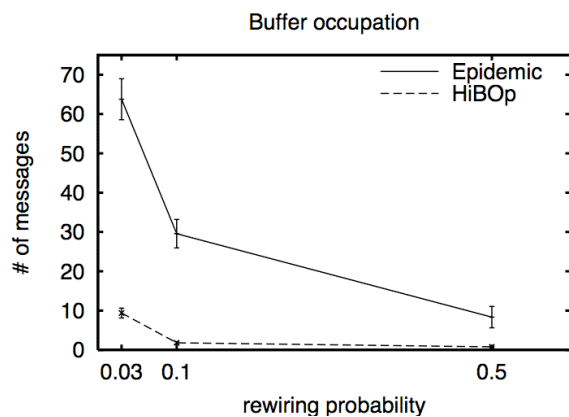 Buffer occupation
70
60
50
40
30
20
10
0
# of messages
Epidemic
HiBOp
0.03 0.1 0.5
rewiring probability